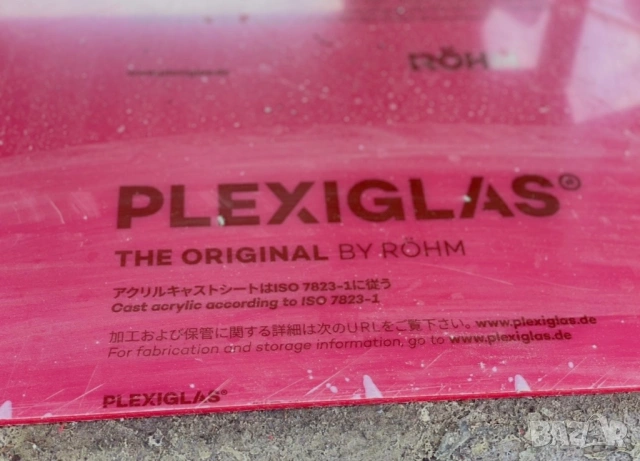 RÖHM
PLEXIGLAS®
THE ORIGINAL BY RÖHM
アクリルキャストシートはISO 7823-1に従う
Cast acrylic according to ISO 7823-1
加工および保管に関する詳細は次のURLをご覧下さい。www.plexiglas.de
For fabrication and storage information, go to www.plexiglas.de
PLEXIGLAS®
BAZAR